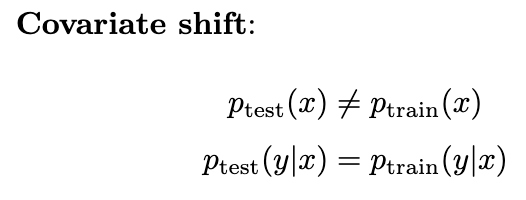 Covariate shift:
p_test(x) ≠ p_train(x)
p_test(y|x) = p_train(y|x)